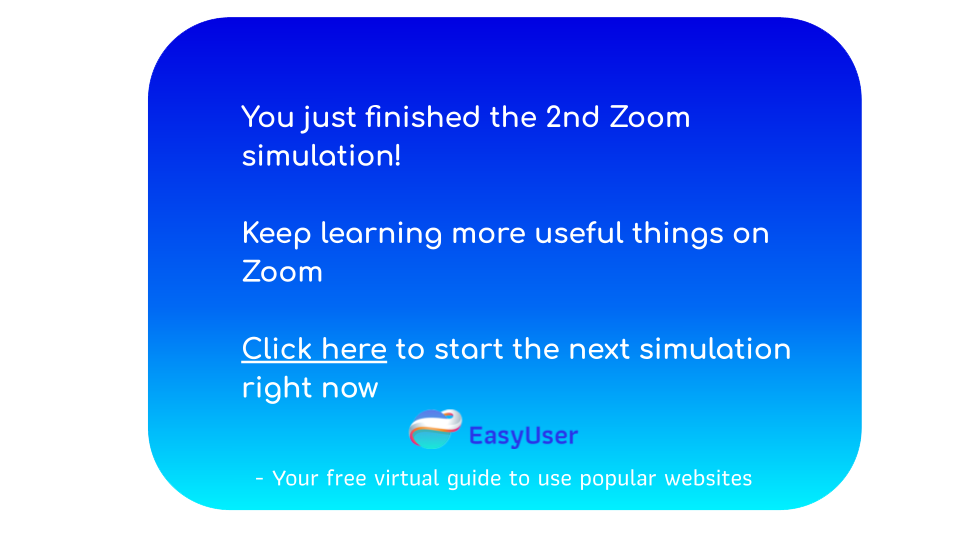 You just finished the 2nd Zoom
simulation!
Keep learning more useful things on
Zoom
Click here to start the next simulation
right now
EasyUser
- Your free virtual guide to use popular websites